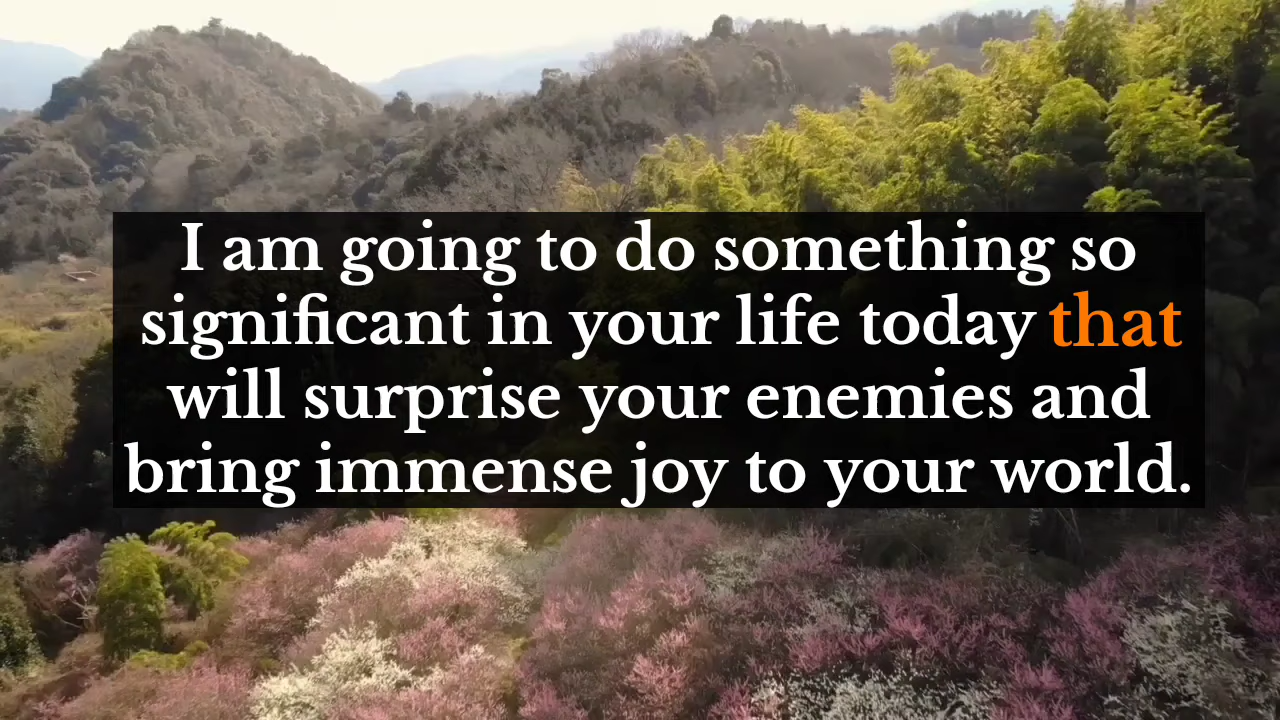 I am going to do something so
significant in your life today that
will surprise your enemies and
bring immense joy to your world.